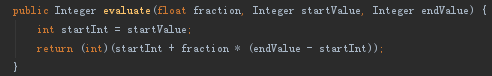 public Integer evaluate(float fraction, Integer startValue, Integer endValue) {
    int startInt = startValue;
    return (int)(startInt + fraction * (endValue - startInt));
}